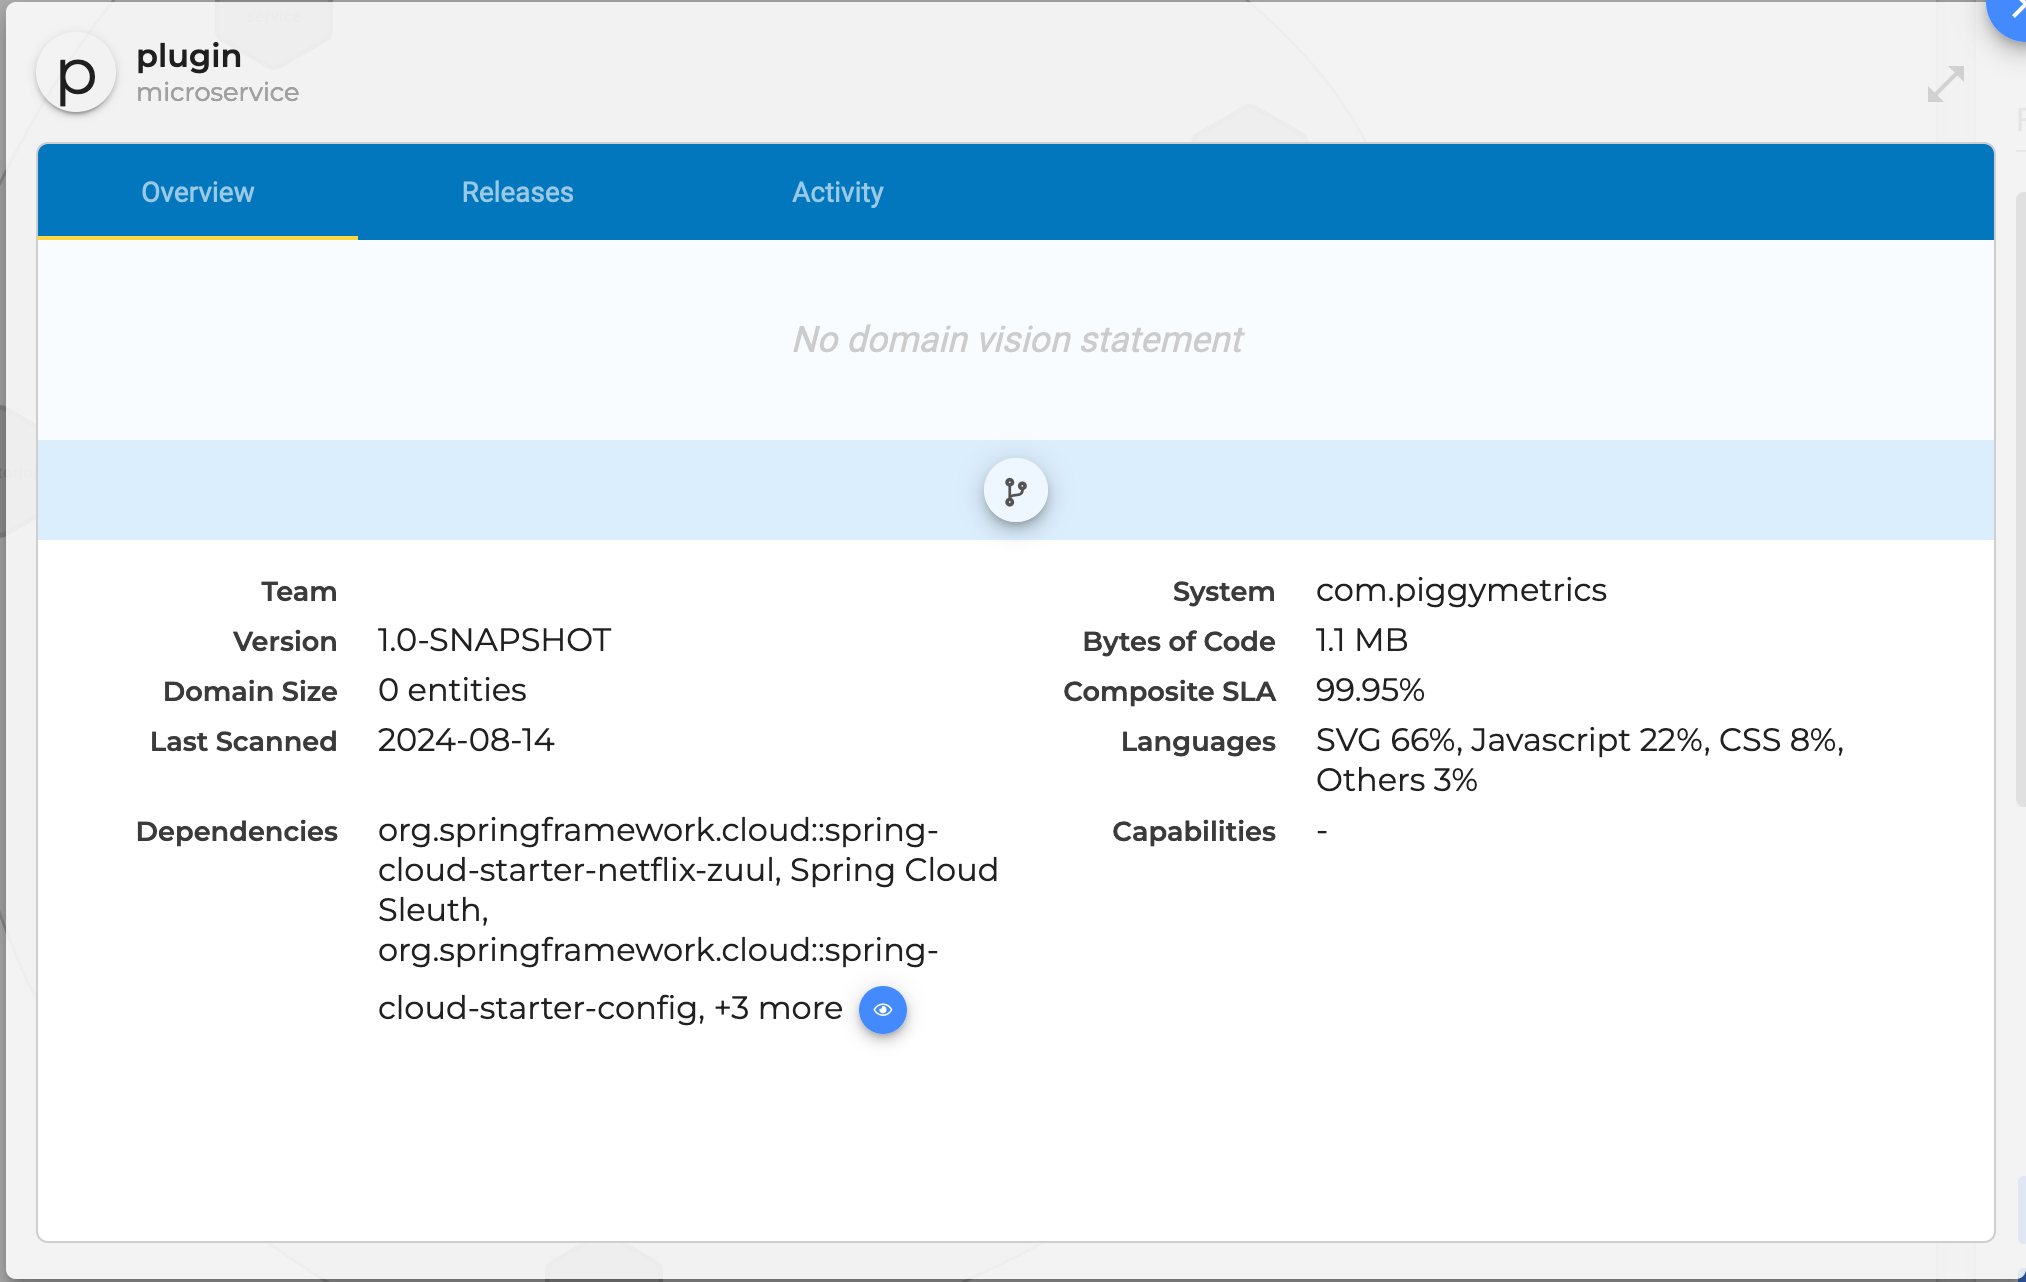 plugin
microservice
Overview
Releases
Activity
No domain vision statement
Team
Version 1.0-SNAPSHOT
Domain Size 0 entities
Last Scanned 2024-08-14
Dependencies org.springframework.cloud::spring-
cloud-starter-netflix-zuul, Spring Cloud
Sleuth,
org.springframework.cloud::spring-
cloud-starter-config, +3 more
System com.piggymetrics
Bytes of Code 1.1 MB
Composite SLA 99.95%
Languages SVG 66%, Javascript 22%, CSS 8%,
Others 3%
Capabilities -